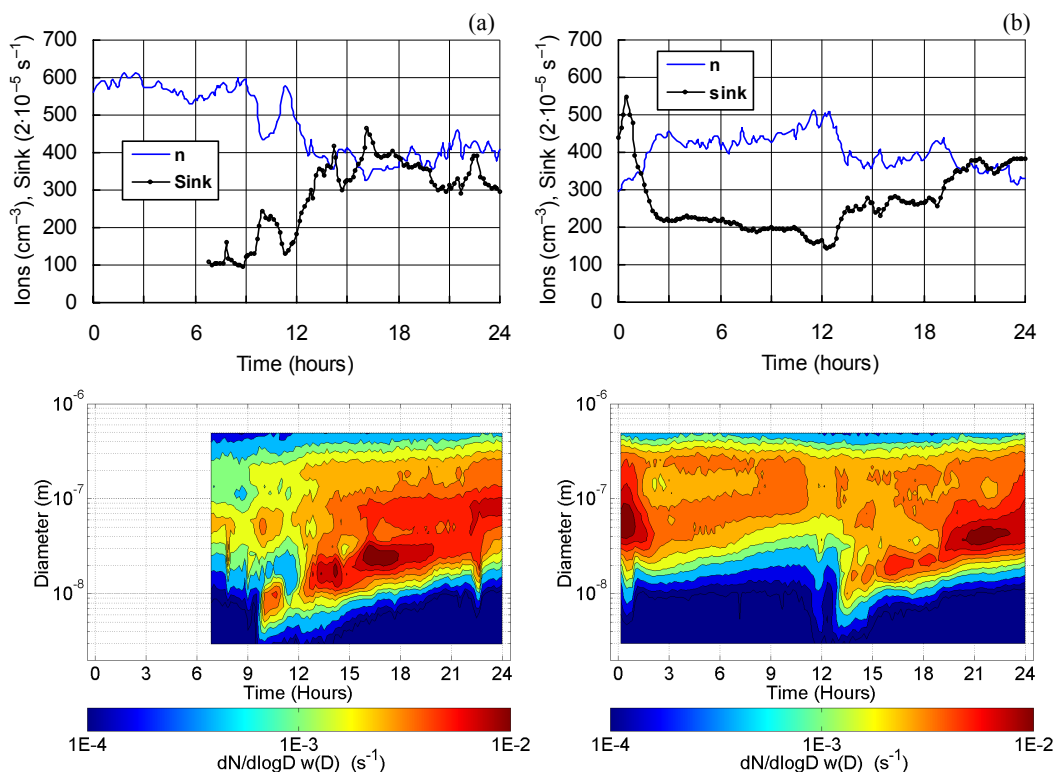 (a)
700
600
500
400
300
200
100
0
Ions (cm⁻³), Sink (2·10⁻⁵ s⁻¹)
n
Sink
0 6 12 18 24
Time (hours)
(b)
700
600
500
400
300
200
100
0
Ions (cm⁻³), Sink (2·10⁻⁵ s⁻¹)
n
sink
0 6 12 18 24
Time (hours)
10⁻⁶
10⁻⁷
10⁻⁸
Diameter (m)
0 3 6 9 12 15 18 21 24
Time (Hours)
1E-4 1E-3 1E-2
dN/dlogD w(D) (s⁻¹)
10⁻⁶
10⁻⁷
10⁻⁸
Diameter (m)
0 3 6 9 12 15 18 21 24
Time (Hours)
1E-4 1E-3 1E-2
dN/dlogD w(D) (s⁻¹)